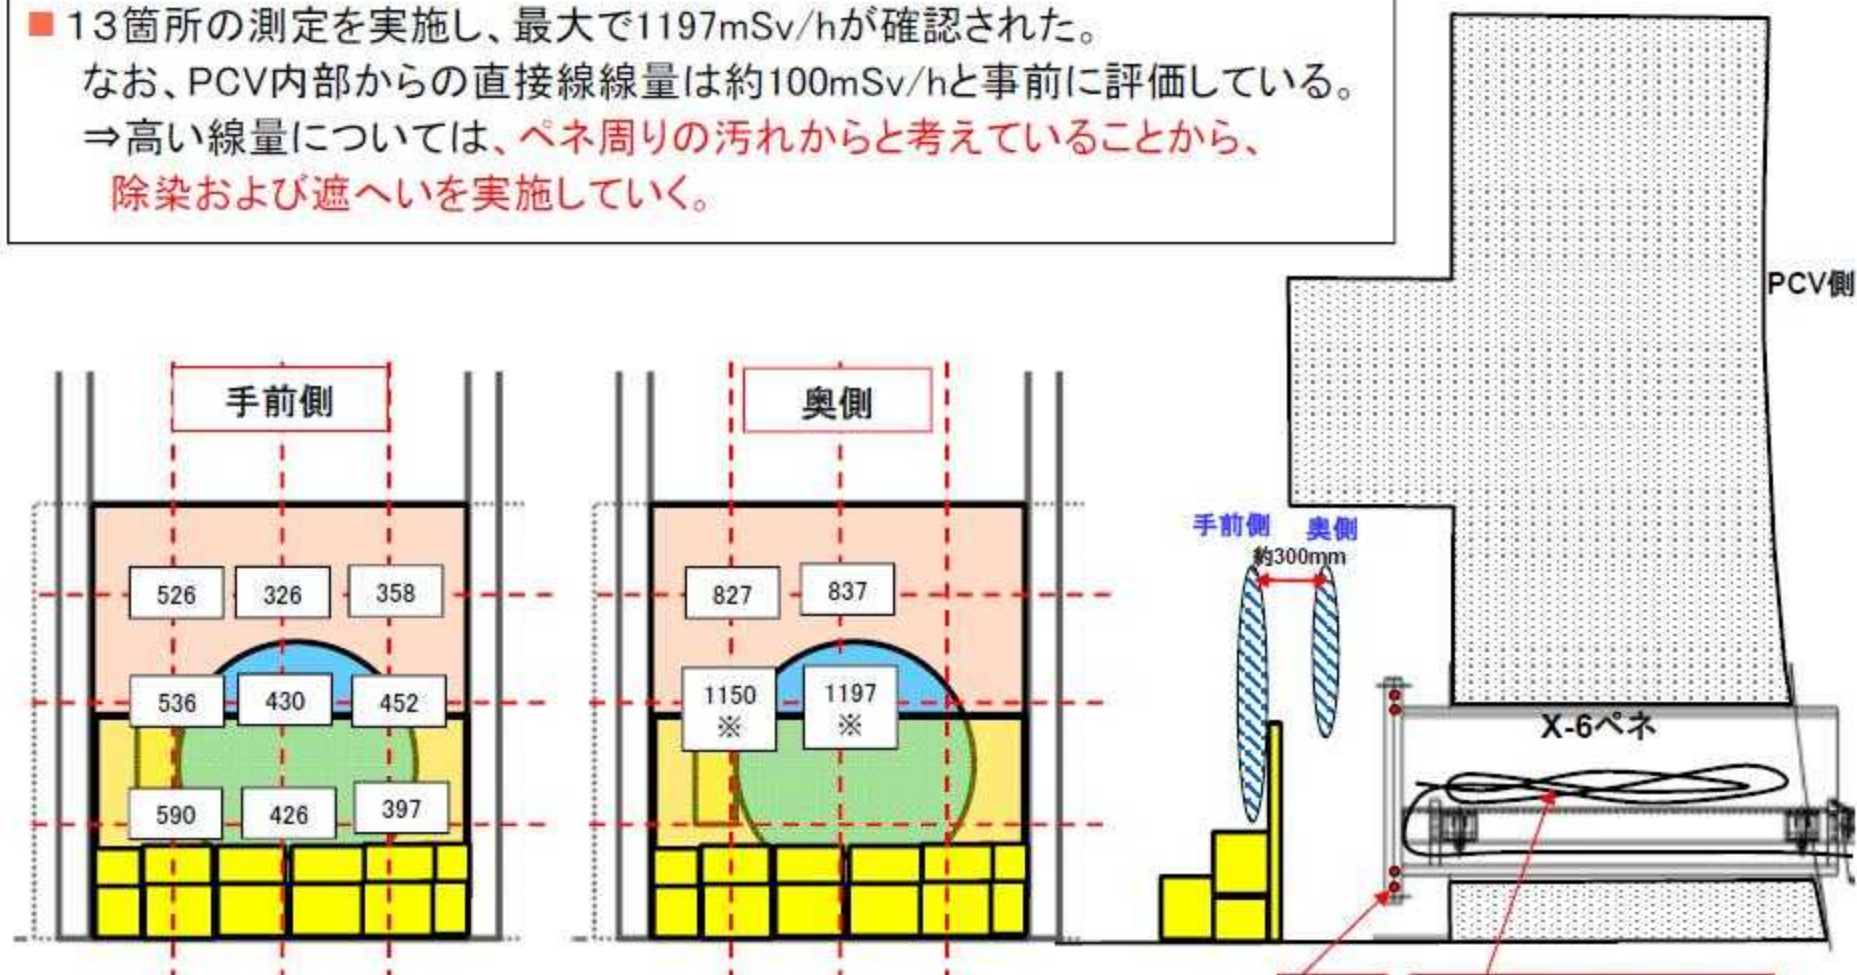 ■13箇所の測定を実施し、最大で1197mSv/hが確認された。
なお、PCV内部からの直接線線量は約100mSv/hと事前に評価している。
⇒高い線量については、ペネ周りの汚れからと考えていることから、
除染および遮へいを実施していく。
PCV側
手前側
奥側
手前側 奥側
約300mm
526 326 358
827 837
536 430 452
1150 1197
※ ※
X-6ペネ
590 426 397